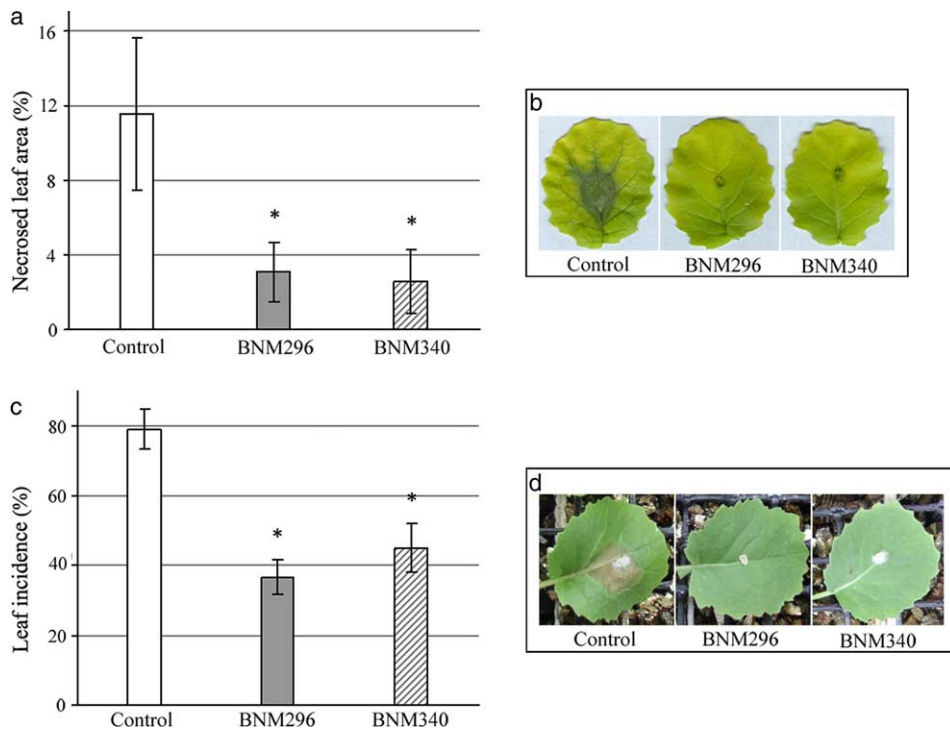 a
Necrosed leaf area (%)
16
12
8
4
0
*
*
Control
BNM296
BNM340
b
Control
BNM296
BNM340
c
Leaf incidence (%)
80
60
40
20
0
*
*
Control
BNM296
BNM340
d
Control
BNM296
BNM340